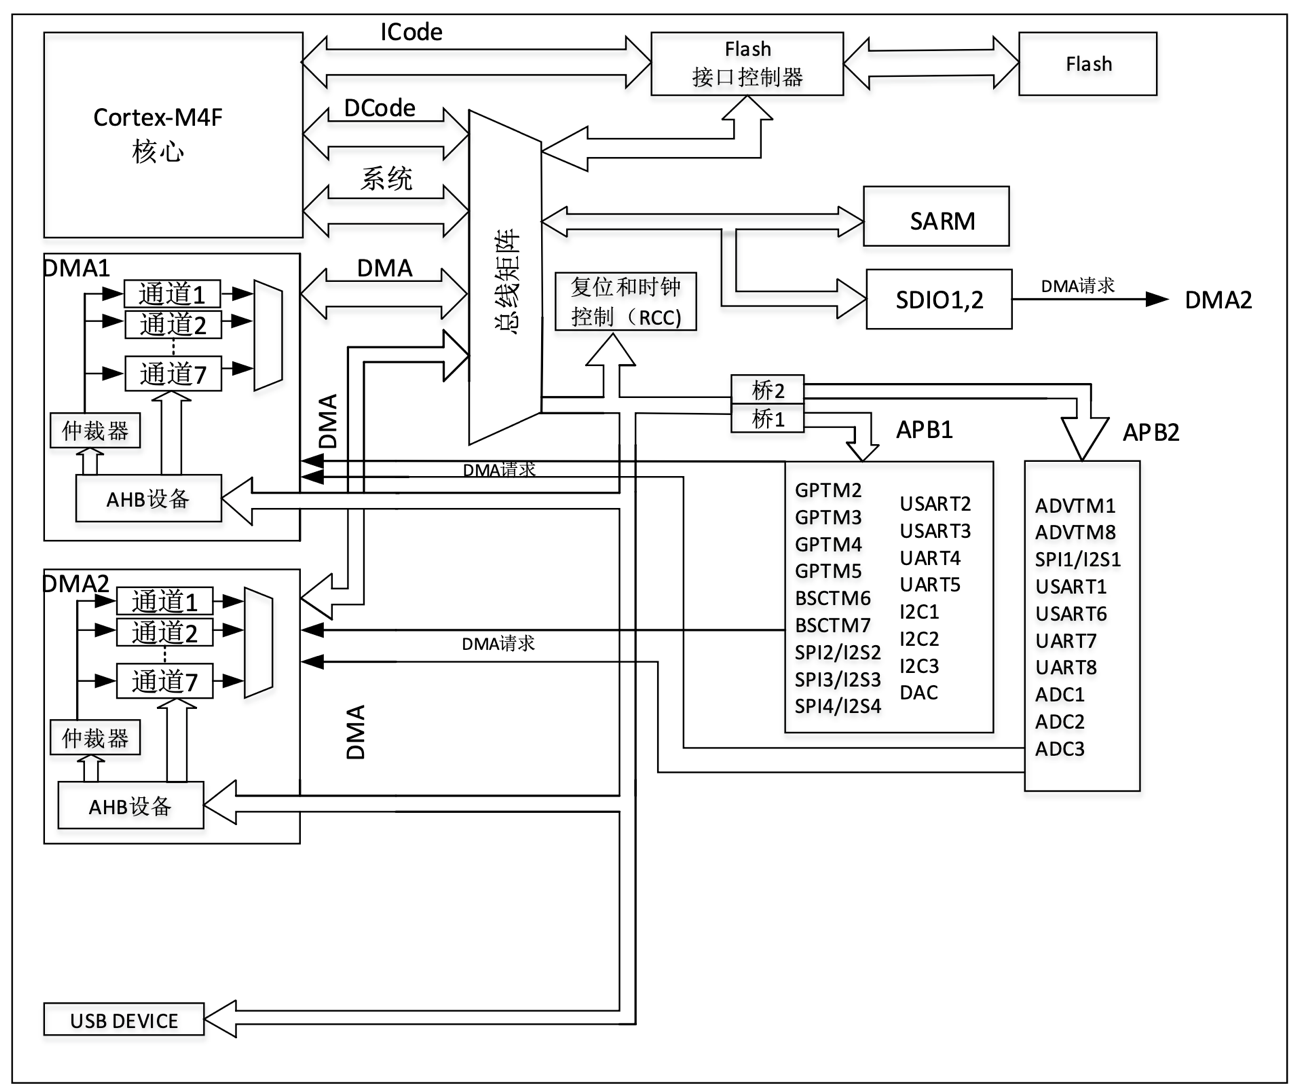 ICode
Cortex-M4F
核心
Flash
接口控制器
Flash
DCode
系统
DMA
总线矩阵
SARM
SDIO1,2
DMA请求
DMA2
复位和时钟
控制（RCC)
DMA1
通道1
通道2
通道7
仲裁器
AHB设备
DMA
桥2
桥1
APB1
APB2
DMA请求
GPTM2
GPTM3
GPTM4
GPTM5
BSCTM6
BSCTM7
SPI2/I2S2
SPI3/I2S3
SPI4/I2S4
USART2
USART3
UART4
UART5
I2C1
I2C2
I2C3
DAC
ADVTM1
ADVTM8
SPI1/I2S1
USART1
USART6
UART7
UART8
ADC1
ADC2
ADC3
DMA2
通道1
通道2
通道7
仲裁器
AHB设备
DMA请求
DMA
USB DEVICE